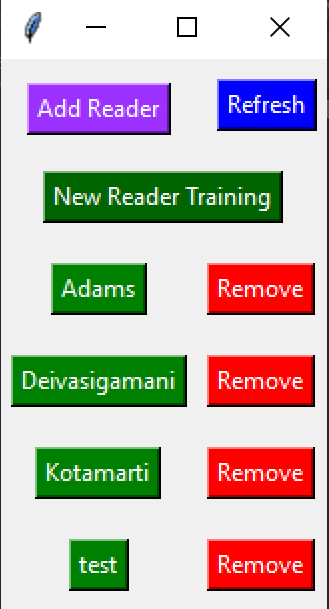 Add Reader Refresh
New Reader Training
Adams Remove
Deivasigamani Remove
Kotamarti Remove
test Remove